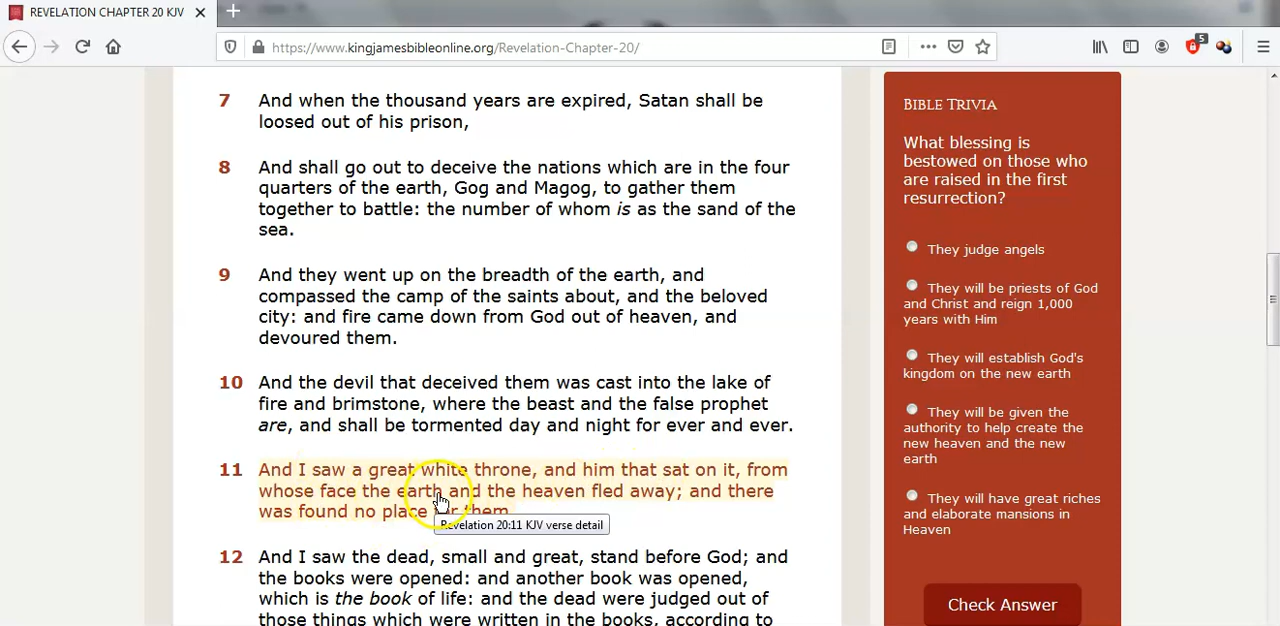 REVELATION CHAPTER 20 KJV
https://www.kingjamesbibleonline.org/Revelation-Chapter-20/
5
7 And when the thousand years are expired, Satan shall be
loosed out of his prison,
8 And shall go out to deceive the nations which are in the four
quarters of the earth, Gog and Magog, to gather them
together to battle: the number of whom is as the sand of the
sea.
9 And they went up on the breadth of the earth, and
compassed the camp of the saints about, and the beloved
city: and fire came down from God out of heaven, and
devoured them.
10 And the devil that deceived them was cast into the lake of
fire and brimstone, where the beast and the false prophet
are, and shall be tormented day and night for ever and ever.
11 And I saw a great white throne, and him that sat on it, from
whose face the earth and the heaven fled away; and there
was found no place for them.
Revelation 20:11 KJV verse detail
12 And I saw the dead, small and great, stand before God; and
the books were opened: and another book was opened,
which is the book of life: and the dead were judged out of
those things which were written in the books, according to
BIBLE TRIVIA
What blessing is
bestowed on those who
are raised in the first
resurrection?
They judge angels
They will be priests of God
and Christ and reign 1,000
years with Him
They will establish God's
kingdom on the new earth
They will be given the
authority to help create the
new heaven and the new
earth
They will have great riches
and elaborate mansions in
Heaven
Check Answer